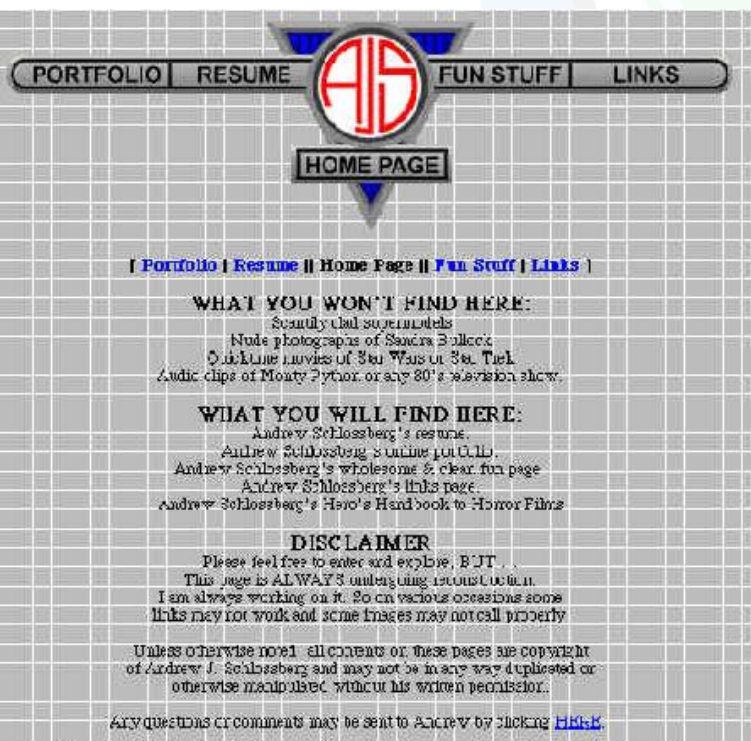 PORTFOLIO | RESUME AJS FUN STUFF | LINKS
HOME PAGE
[ Portfolio | Resume || Home Page || Fun Stuff | Links ]
WHAT YOU WON'T FIND HERE:
Scantily clad supermodels
Nude photographs of Sandra Bullock
Quicktime movies of Star Wars or Star Trek
Audio clips of Monty Python or any 80's television show.
WHAT YOU WILL FIND HERE:
Andrew Schlossberg's resume.
Andrew Schlossberg's online portfolio.
Andrew Schlossberg's wholesome & clean fun page
Andrew Schlossberg's links page.
Andrew Schlossberg's Hero's Handbook to Horror Films
DISCLAIMER
Please feel free to enter and explore, BUT . . .
This page is ALWAYS undergoing reconstruction.
I am always working on it. So on various occasions some
links may not work and some images may not call properly
Unless otherwise noted, all contents on these pages are copyright
of Andrew J. Schlossberg and may not be in any way duplicated or
otherwise manipulated without his written permission.
Any questions or comments may be sent to Andrew by clicking HERE.